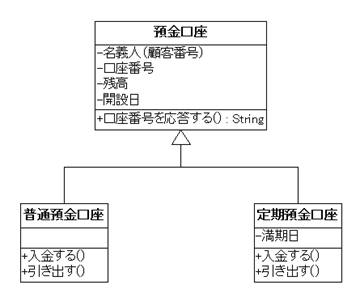 預金口座
-名義人(顧客番号)
-口座番号
-残高
-開設日
+口座番号を応答する() : String
普通預金口座
+入金する()
+引き出す()
定期預金口座
-満期日
+入金する()
+引き出す()